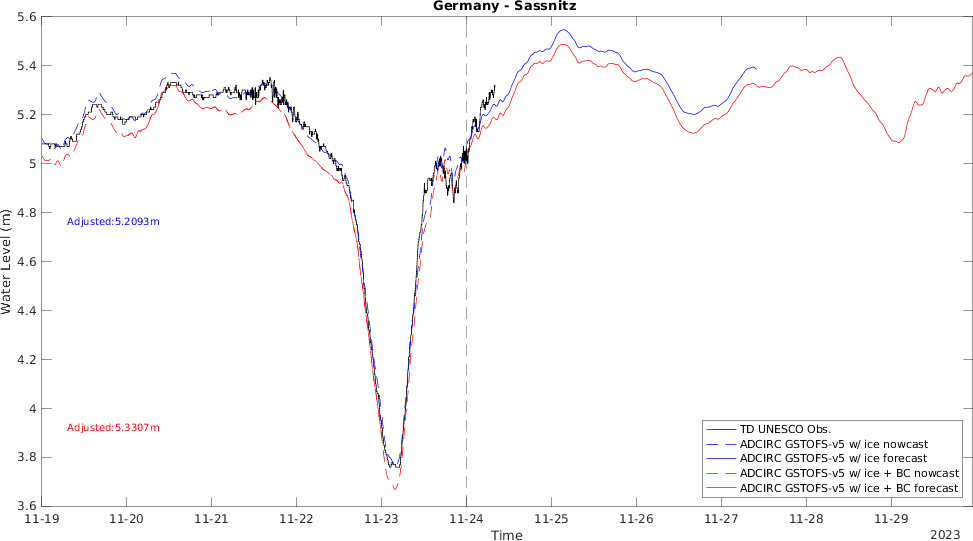 Germany - Sassnitz
5.6
5.4
5.2
5
4.8
4.6
4.4
4.2
4
3.8
3.6
Water Level (m)
Adjusted:5.2093m
Adjusted:5.3307m
TD UNESCO Obs.
ADCIRC GSTOFS-v5 w/ ice nowcast
ADCIRC GSTOFS-v5 w/ ice forecast
ADCIRC GSTOFS-v5 w/ ice + BC nowcast
ADCIRC GSTOFS-v5 w/ ice + BC forecast
11-19 11-20 11-21 11-22 11-23 11-24 11-25 11-26 11-27 11-28 11-29
Time
2023